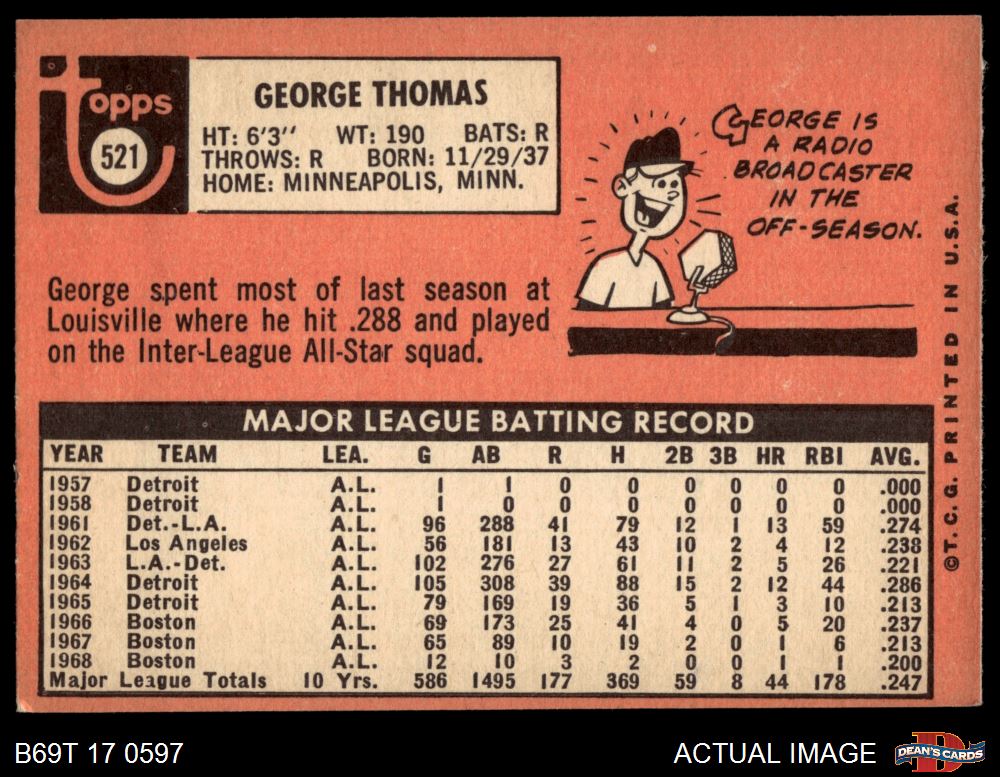 Topps
521
GEORGE THOMAS
HT: 6'3'' WT: 190 BATS: R
THROWS: R BORN: 11/29/37
HOME: MINNEAPOLIS, MINN.
GEORGE IS
A RADIO
BROADCASTER
IN THE
OFF-SEASON.
George spent most of last season at
Louisville where he hit .288 and played
on the Inter-League All-Star squad.
MAJOR LEAGUE BATTING RECORD
YEAR TEAM LEA. G AB R H 2B 3B HR RBI AVG.
1957 Detroit A.L. 1 1 0 0 0 0 0 0 .000
1958 Detroit A.L. 1 0 0 0 0 0 0 0 .000
1961 Det.-L.A. A.L. 96 288 41 79 12 1 13 59 .274
1962 Los Angeles A.L. 56 181 13 43 10 2 4 12 .238
1963 L.A.-Det. A.L. 102 276 27 61 11 2 5 26 .221
1964 Detroit A.L. 105 308 39 88 15 2 12 44 .286
1965 Detroit A.L. 79 169 19 36 5 1 3 10 .213
1966 Boston A.L. 69 173 25 41 4 0 5 20 .237
1967 Boston A.L. 65 89 10 19 2 0 1 6 .213
1968 Boston A.L. 12 10 3 2 0 0 1 1 .200
Major League Totals 10 Yrs. 586 1495 177 369 59 8 44 178 .247
©T.C.G. PRINTED IN U.S.A.
B69T 17 0597
ACTUAL IMAGE
DEAN'S CARDS